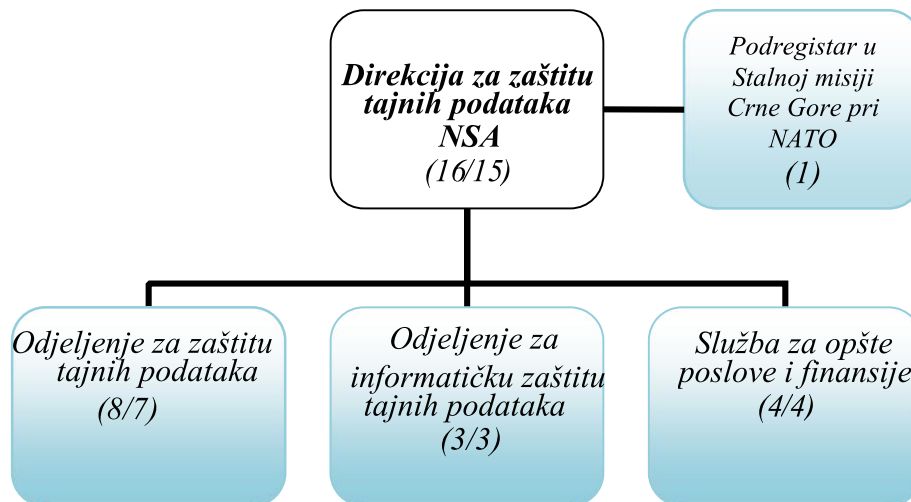 Direkcija za zaštitu
tajnih podataka
NSA
(16/15)
Podregistar u
Stalnoj misiji
Crne Gore pri
NATO
(1)
Odjeljenje za zaštitu
tajnih podataka
(8/7)
Odjeljenje za
informatičku zaštitu
tajnih podataka
(3/3)
Služba za opšte
poslove i finansije
(4/4)